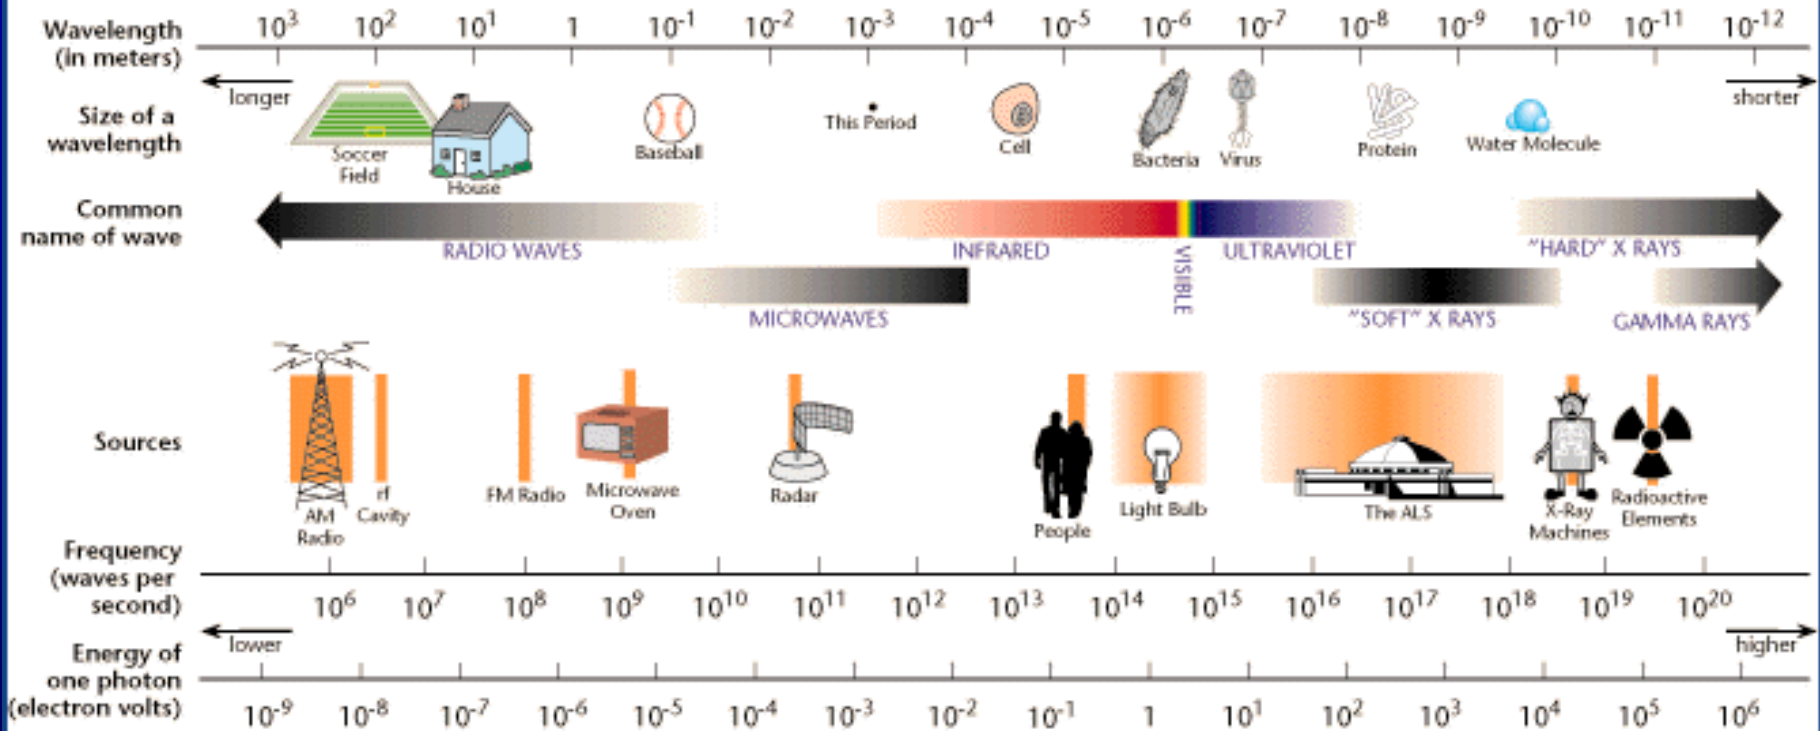 Wavelength (in meters)
10³ 10² 10¹ 1 10⁻¹ 10⁻² 10⁻³ 10⁻⁴ 10⁻⁵ 10⁻⁶ 10⁻⁷ 10⁻⁸ 10⁻⁹ 10⁻¹⁰ 10⁻¹¹ 10⁻¹²
longer
shorter
Size of a
wavelength
Soccer
Field
House
Baseball
This Period
Cell
Bacteria
Virus
Protein
Water Molecule
Common
name of wave
RADIO WAVES
INFRARED
VISIBLE
ULTRAVIOLET
"HARD" X RAYS
MICROWAVES
"SOFT" X RAYS
GAMMA RAYS
Sources
AM
Radio
rf
Cavity
FM Radio
Microwave
Oven
Radar
People
Light Bulb
The ALS
X-Ray
Machines
Radioactive
Elements
Frequency
(waves per
second)
10⁶ 10⁷ 10⁸ 10⁹ 10¹⁰ 10¹¹ 10¹² 10¹³ 10¹⁴ 10¹⁵ 10¹⁶ 10¹⁷ 10¹⁸ 10¹⁹ 10²⁰
lower
higher
Energy of
one photon
(electron volts)
10⁻⁹ 10⁻⁸ 10⁻⁷ 10⁻⁶ 10⁻⁵ 10⁻⁴ 10⁻³ 10⁻² 10⁻¹ 1 10¹ 10² 10³ 10⁴ 10⁵ 10⁶